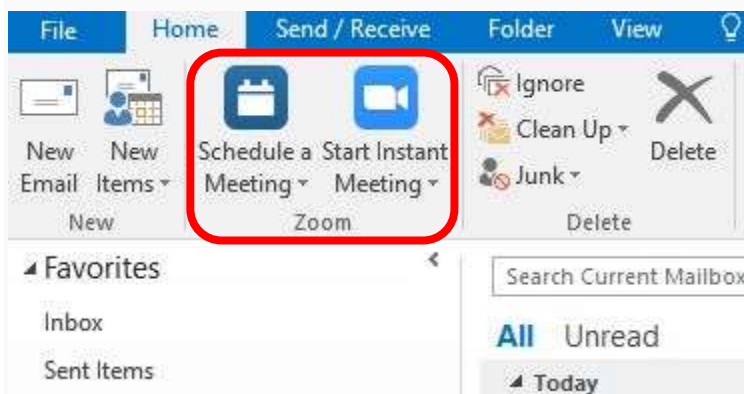 File Home Send / Receive Folder View
Ignore
Clean Up
Junk
New Email
New Items
Schedule a Meeting
Start Instant Meeting
Delete
New Zoom Delete
Favorites
Search Current Mailbox
Inbox
All Unread
Sent Items
Today